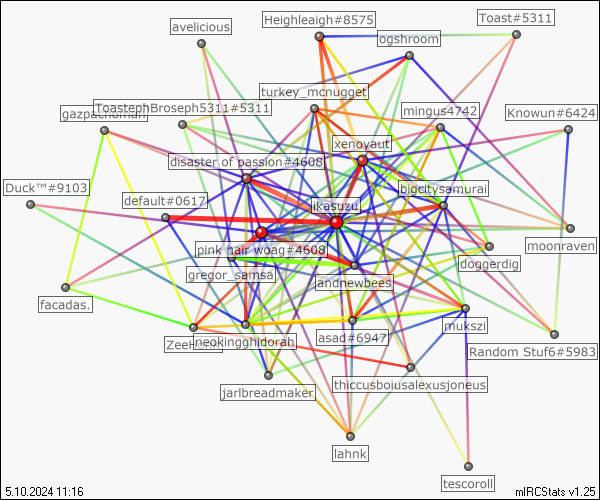 Heighleaigh#8575
Toast#5311
avelicious
ogshroom
turkey_mcnugget
ToastephBroseph5311#5311
mingus4742
Knowun#6424
xenoyaut
disaster of passion#4608
Duck™#9103
bigcitysamurai
default#0617
ikasuzu
pink hair woag#4608
moonraven
doggerdig
gregor_samsa
andnewbees
facadas.
mukszi
neokingghidorah
asad#6947
Random Stuf6#5983
thiccusboiusalexusjoneus
jarlbreadmaker
lahnk
tescoroll
5.10.2024 11:16
mIRCStats v1.25